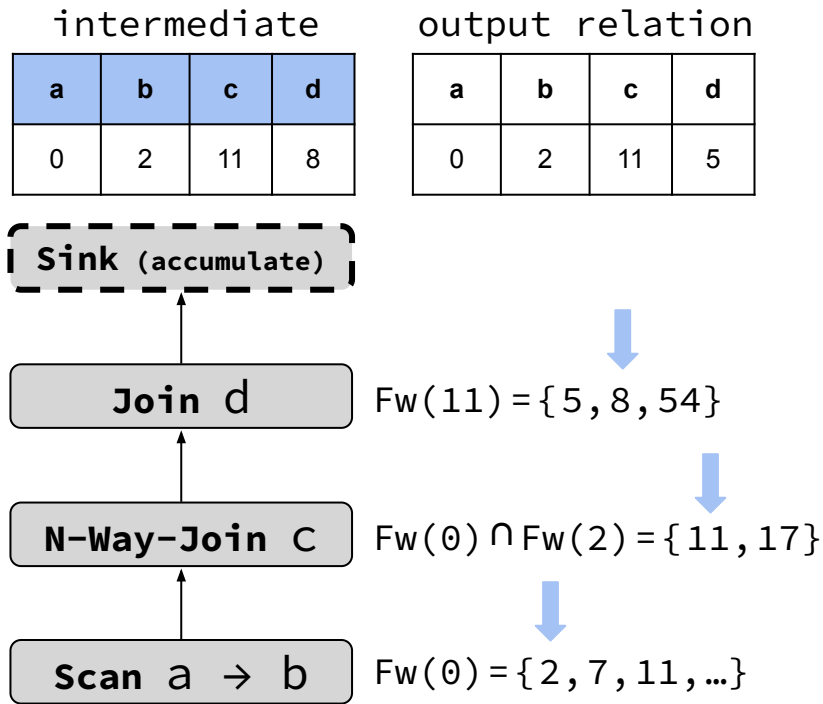 intermediate output relation
a b c d a b c d
0 2 11 8 0 2 11 5
Sink (accumulate)
Join d Fw(11)={5,8,54}
N-Way-Join c Fw(0)∩Fw(2)={11,17}
Scan a → b Fw(0)={2,7,11,…}